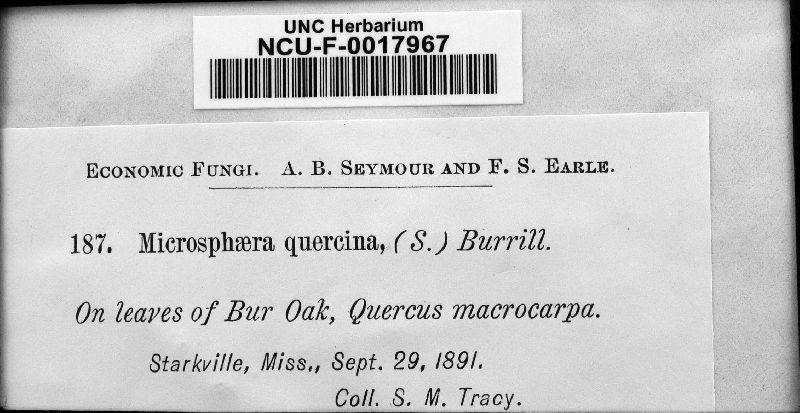 UNC Herbarium
NCU-F-0017967
Economic Fungi. A. B. Seymour and F. S. Earle.
187. Microsphæra quercina, (S.) Burrill.
On leaves of Bur Oak, Quercus macrocarpa.
Starkville, Miss., Sept. 29, 1891.
Coll. S. M. Tracy.